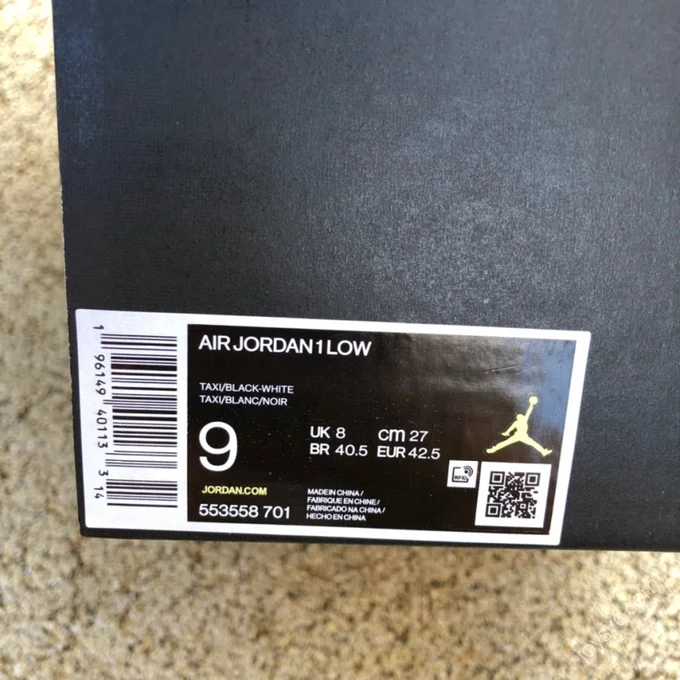 AIR JORDAN 1 LOW
TAXI/BLACK-WHITE
TAXI/BLANC/NOIR
9
UK 8 cm 27
BR 40.5 EUR 42.5
JORDAN.COM
553558 701
MADE IN CHINA /
FABRIQUE EN CHINE /
FABRICADO NA CHINA /
HECHO EN CHINA
RFID
1 96149 40113 3 14